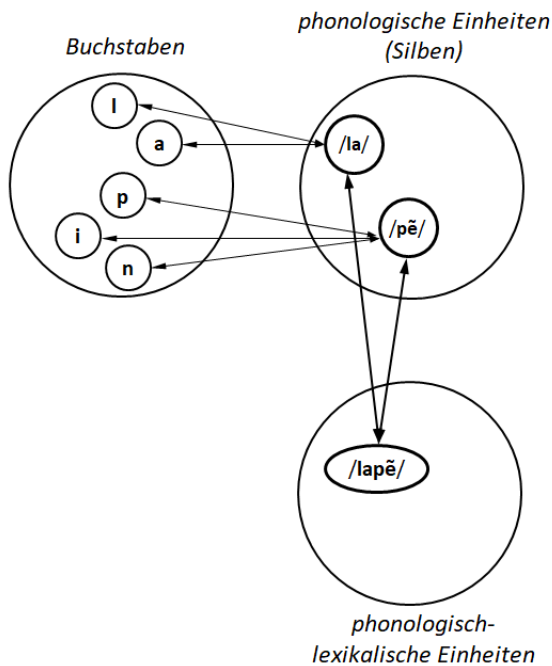 Buchstaben
phonologische Einheiten
(Silben)
l
a
p
i
n
/la/
/pẽ/
/lapẽ/
phonologisch-
lexikalische Einheiten